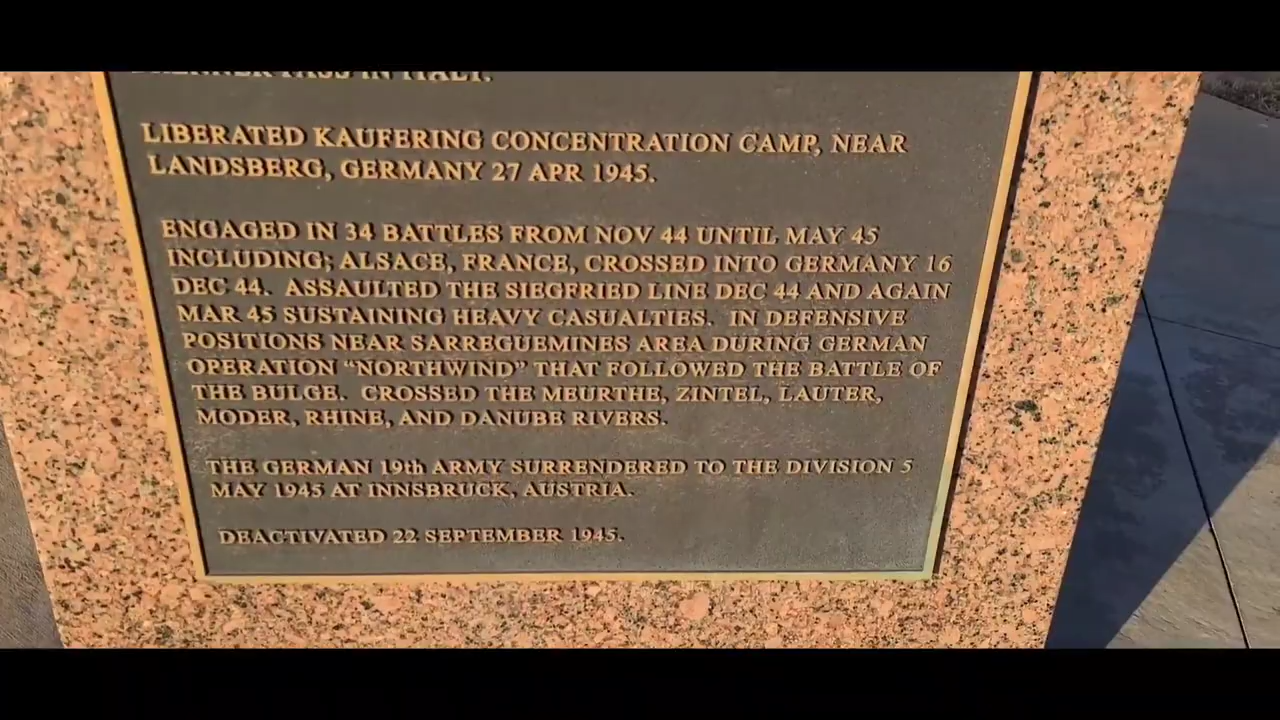 BRENNER PASS IN ITALY.
LIBERATED KAUFERING CONCENTRATION CAMP, NEAR
LANDSBERG, GERMANY 27 APR 1945.
ENGAGED IN 34 BATTLES FROM NOV 44 UNTIL MAY 45
INCLUDING; ALSACE, FRANCE, CROSSED INTO GERMANY 16
DEC 44. ASSAULTED THE SIEGFRIED LINE DEC 44 AND AGAIN
MAR 45 SUSTAINING HEAVY CASUALTIES. IN DEFENSIVE
POSITIONS NEAR SARREGUEMINES AREA DURING GERMAN
OPERATION “NORTHWIND” THAT FOLLOWED THE BATTLE OF
THE BULGE. CROSSED THE MEURTHE, ZINTEL, LAUTER,
MODER, RHINE, AND DANUBE RIVERS.
THE GERMAN 19th ARMY SURRENDERED TO THE DIVISION 5
MAY 1945 AT INNSBRUCK, AUSTRIA.
DEACTIVATED 22 SEPTEMBER 1945.